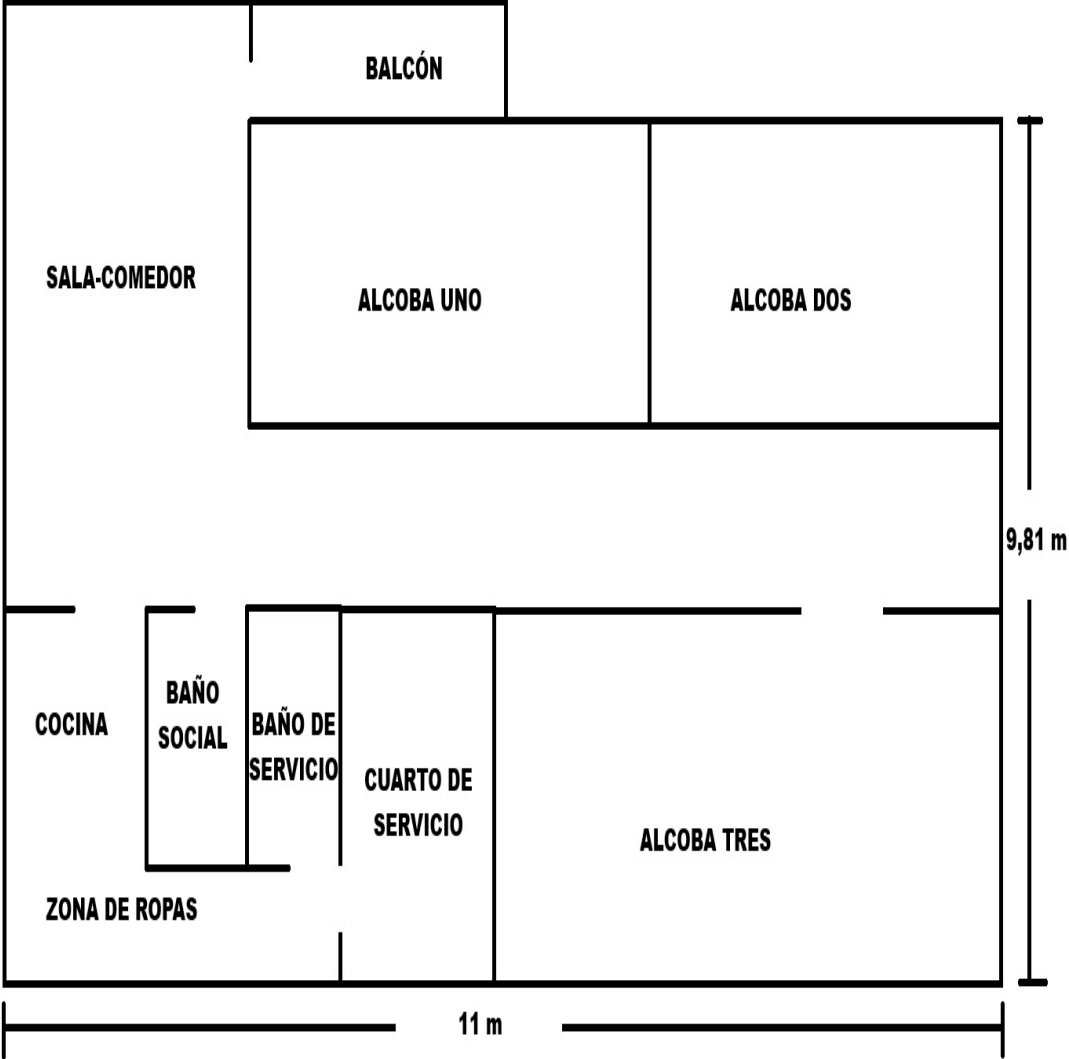 BALCÓN
SALA-COMEDOR
ALCOBA UNO
ALCOBA DOS
9,81 m
COCINA
BAÑO
SOCIAL
BAÑO DE
SERVICIO
CUARTO DE
SERVICIO
ALCOBA TRES
ZONA DE ROPAS
11 m